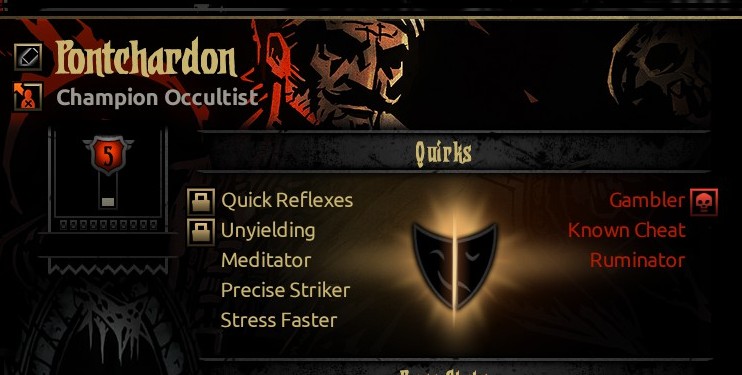 Pontchardon
Champion Occultist
5
Quirks
Quick Reflexes
Gambler
Unyielding
Known Cheat
Meditator
Ruminator
Precise Striker
Stress Faster